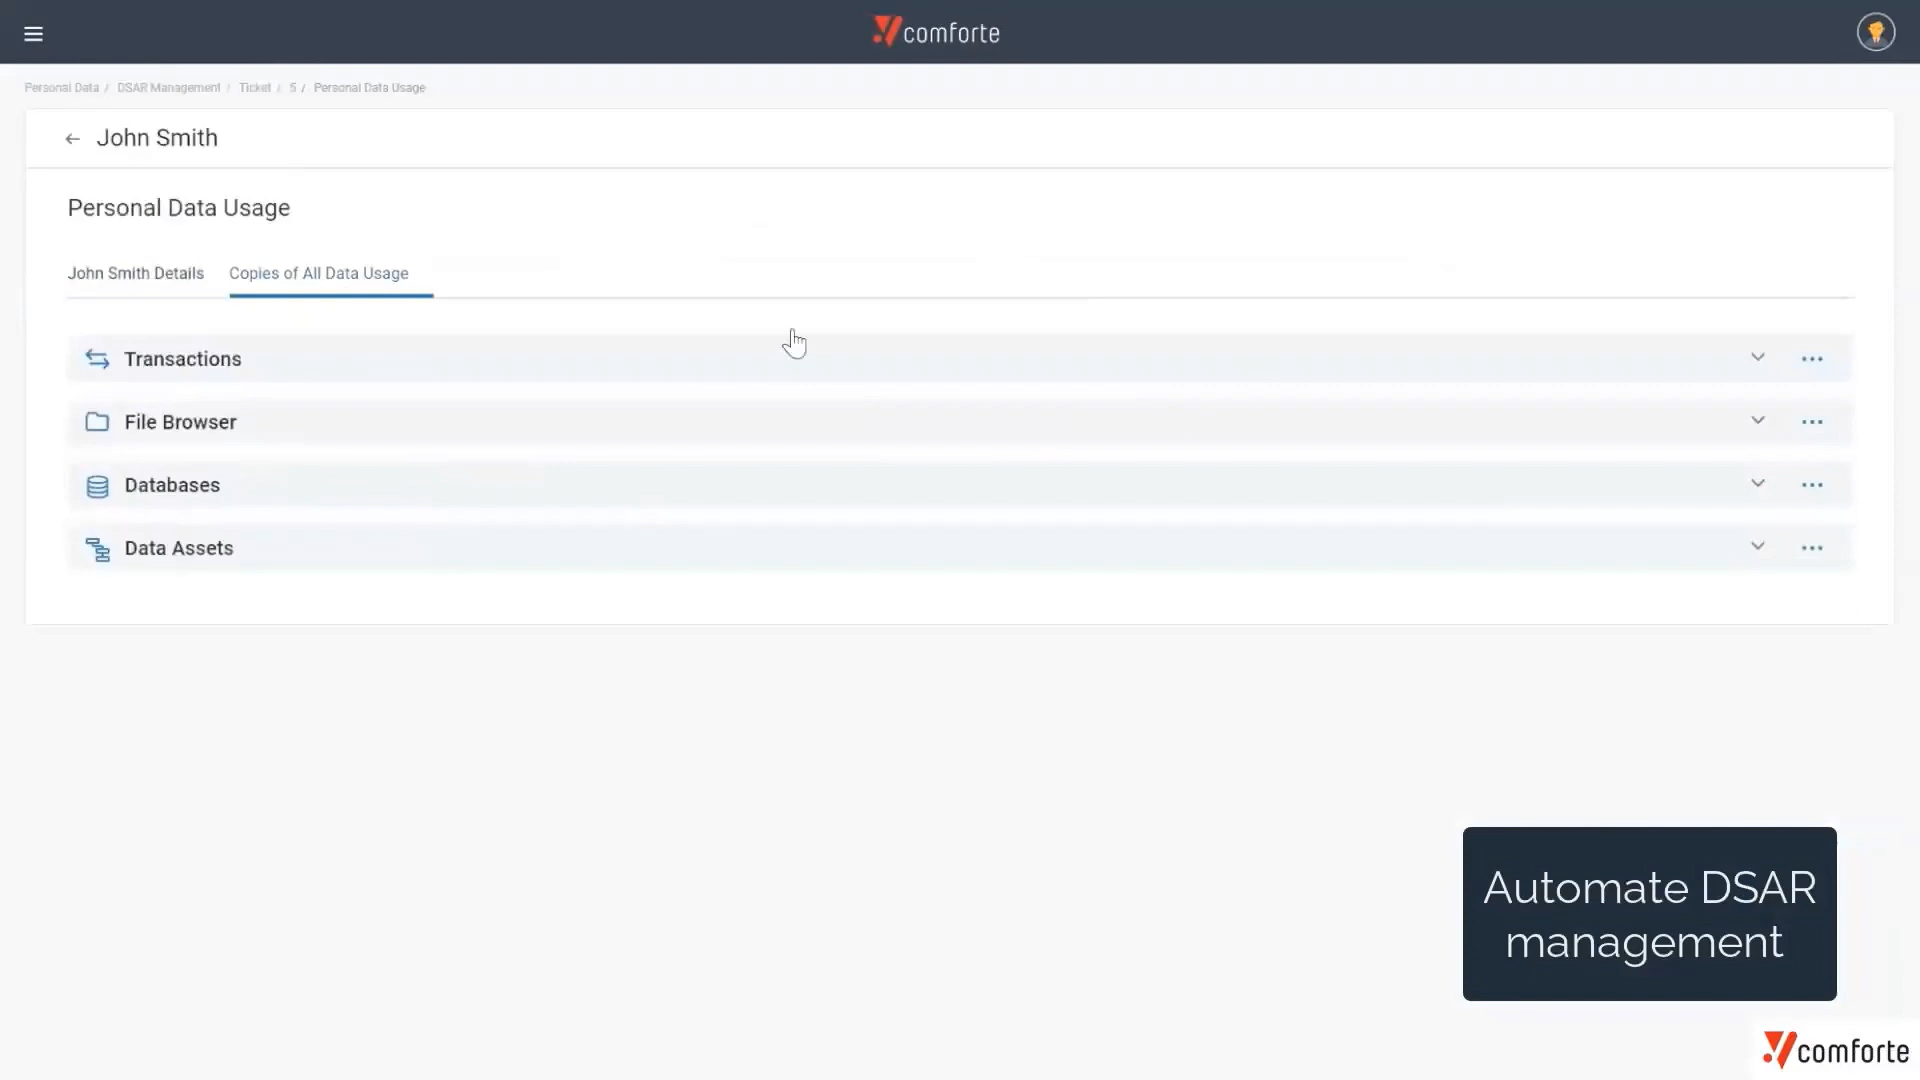 comforte
Personal Data / DSAR Management / Ticket / 5 / Personal Data Usage
John Smith
Personal Data Usage
John Smith Details Copies of All Data Usage
Transactions
File Browser
Databases
Data Assets
Automate DSAR
management
comforte